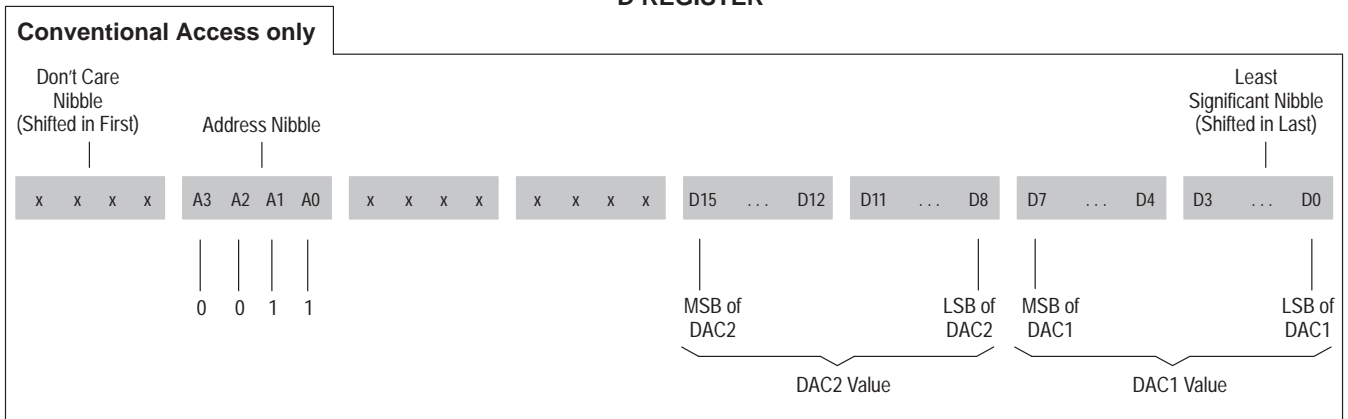 D REGISTER
Conventional Access only
Don't Care
Nibble
(Shifted in First)
Address Nibble
Least
Significant Nibble
(Shifted in Last)
x x x x A3 A2 A1 A0 x x x x x x x x D15 ... D12 D11 ... D8 D7 ... D4 D3 ... D0
0 0 1 1
MSB of
DAC2
LSB of
DAC2
MSB of
DAC1
LSB of
DAC1
DAC2 Value
DAC1 Value